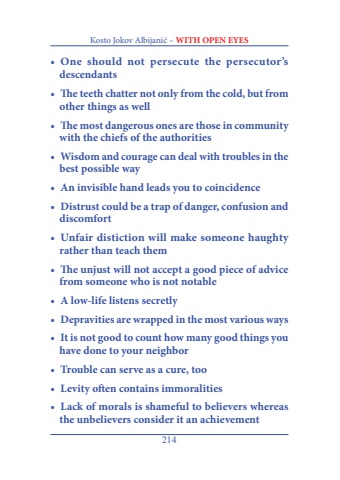 Kosto Jokov Albijanić – WITH OPEN EYES
• One should not persecute the persecutor's
descendants
• The teeth chatter not only from the cold, but from
other things as well
• The most dangerous ones are those in community
with the chiefs of the authorities
• Wisdom and courage can deal with troubles in the
best possible way
• An invisible hand leads you to coincidence
• Distrust could be a trap of danger, confusion and
discomfort
• Unfair distiction will make someone haughty
rather than teach them
• The unjust will not accept a good piece of advice
from someone who is not notable
• A low-life listens secretly
• Depravities are wrapped in the most various ways
• It is not good to count how many good things you
have done to your neighbor
• Trouble can serve as a cure, too
• Levity often contains immoralities
• Lack of morals is shameful to believers whereas
the unbelievers consider it an achievement
214